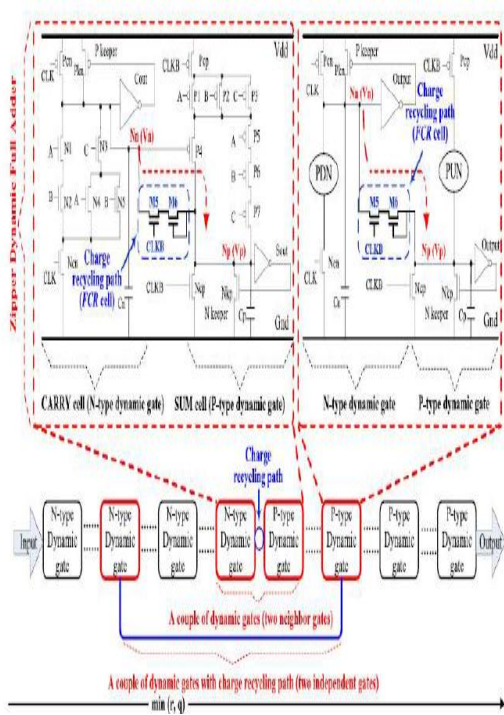 Zipper Dynamic Full Adder
Vdd
Pcn
P keeper
Pkn
CLK
Cout
CLKB
Pcp
A
P1
B
P2
C
P3
Nn (Vn)
A
N1
C
N3
P4
A
P5
B
P6
C
P7
B
N2
A
N4
B
N5
M5
M6
CLKB
Charge
recycling path
(FCR cell)
Np (Vp)
Sout
CLK
Ncn
Cn
CLKB
Ncp
Nkp
N keeper
Cp
Gnd
CARRY cell (N-type dynamic gate)
SUM cell (P-type dynamic gate)
Vdd
Pcn
P keeper
Pkn
CLK
Output
CLKB
Pcp
Nn (Vn)
Charge
recycling path
(FCR cell)
PDN
PUN
M5
M6
CLKB
Np (Vp)
Output
CLK
Ncn
Cn
CLKB
Ncp
Nkp
N keeper
Cp
Gnd
N-type dynamic gate
P-type dynamic gate
Charge
recycling path
Input
N-type
Dynamic
gate
N-type
Dynamic
gate
N-type
Dynamic
gate
N-type
Dynamic
gate
P-type
Dynamic
gate
P-type
Dynamic
gate
P-type
Dynamic
gate
P-type
Dynamic
gate
Output
A couple of dynamic gates (two neighbor gates)
A couple of dynamic gates with charge recycling path (two independent gates)
min (r, q)